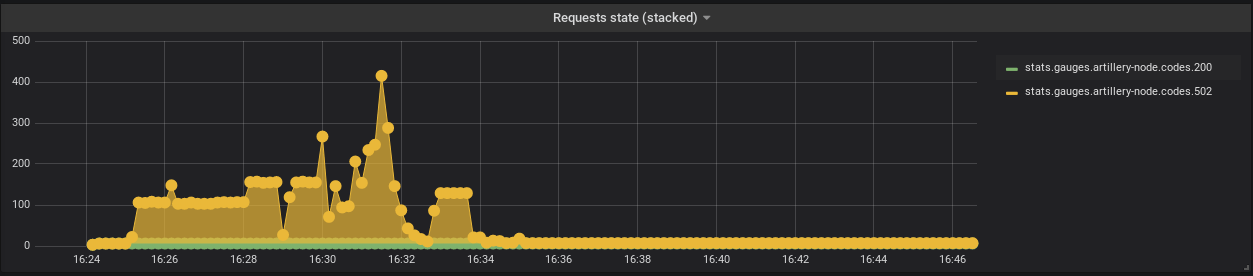 Requests state (stacked)
500
400
300
200
100
0
16:24 16:26 16:28 16:30 16:32 16:34 16:36 16:38 16:40 16:42 16:44 16:46
stats.gauges.artillery-node.codes.200
stats.gauges.artillery-node.codes.502